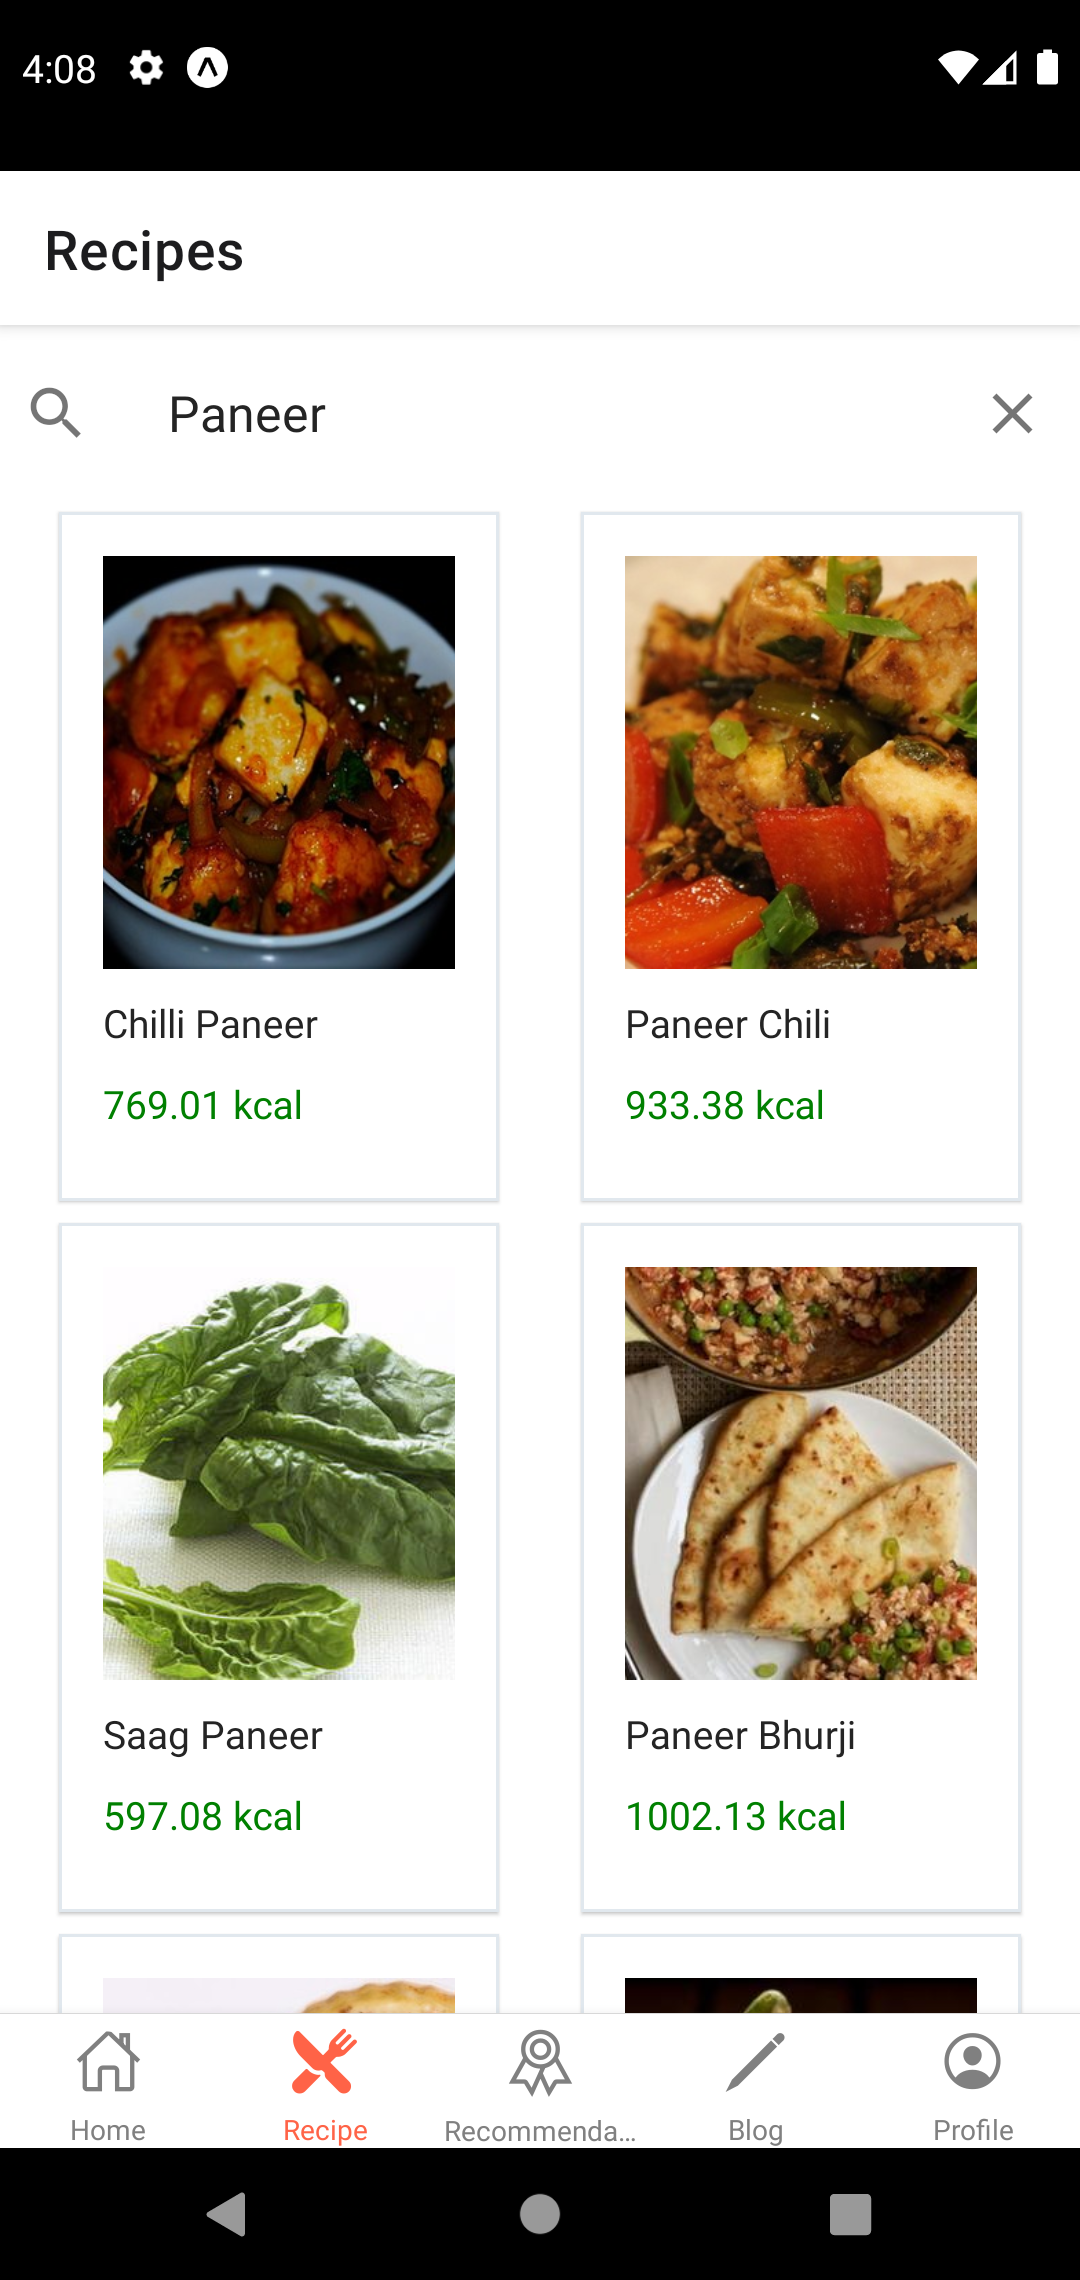 4:08
Recipes
Paneer
Chilli Paneer
769.01 kcal
Paneer Chili
933.38 kcal
Saag Paneer
597.08 kcal
Paneer Bhurji
1002.13 kcal
Home
Recipe
Recommenda...
Blog
Profile